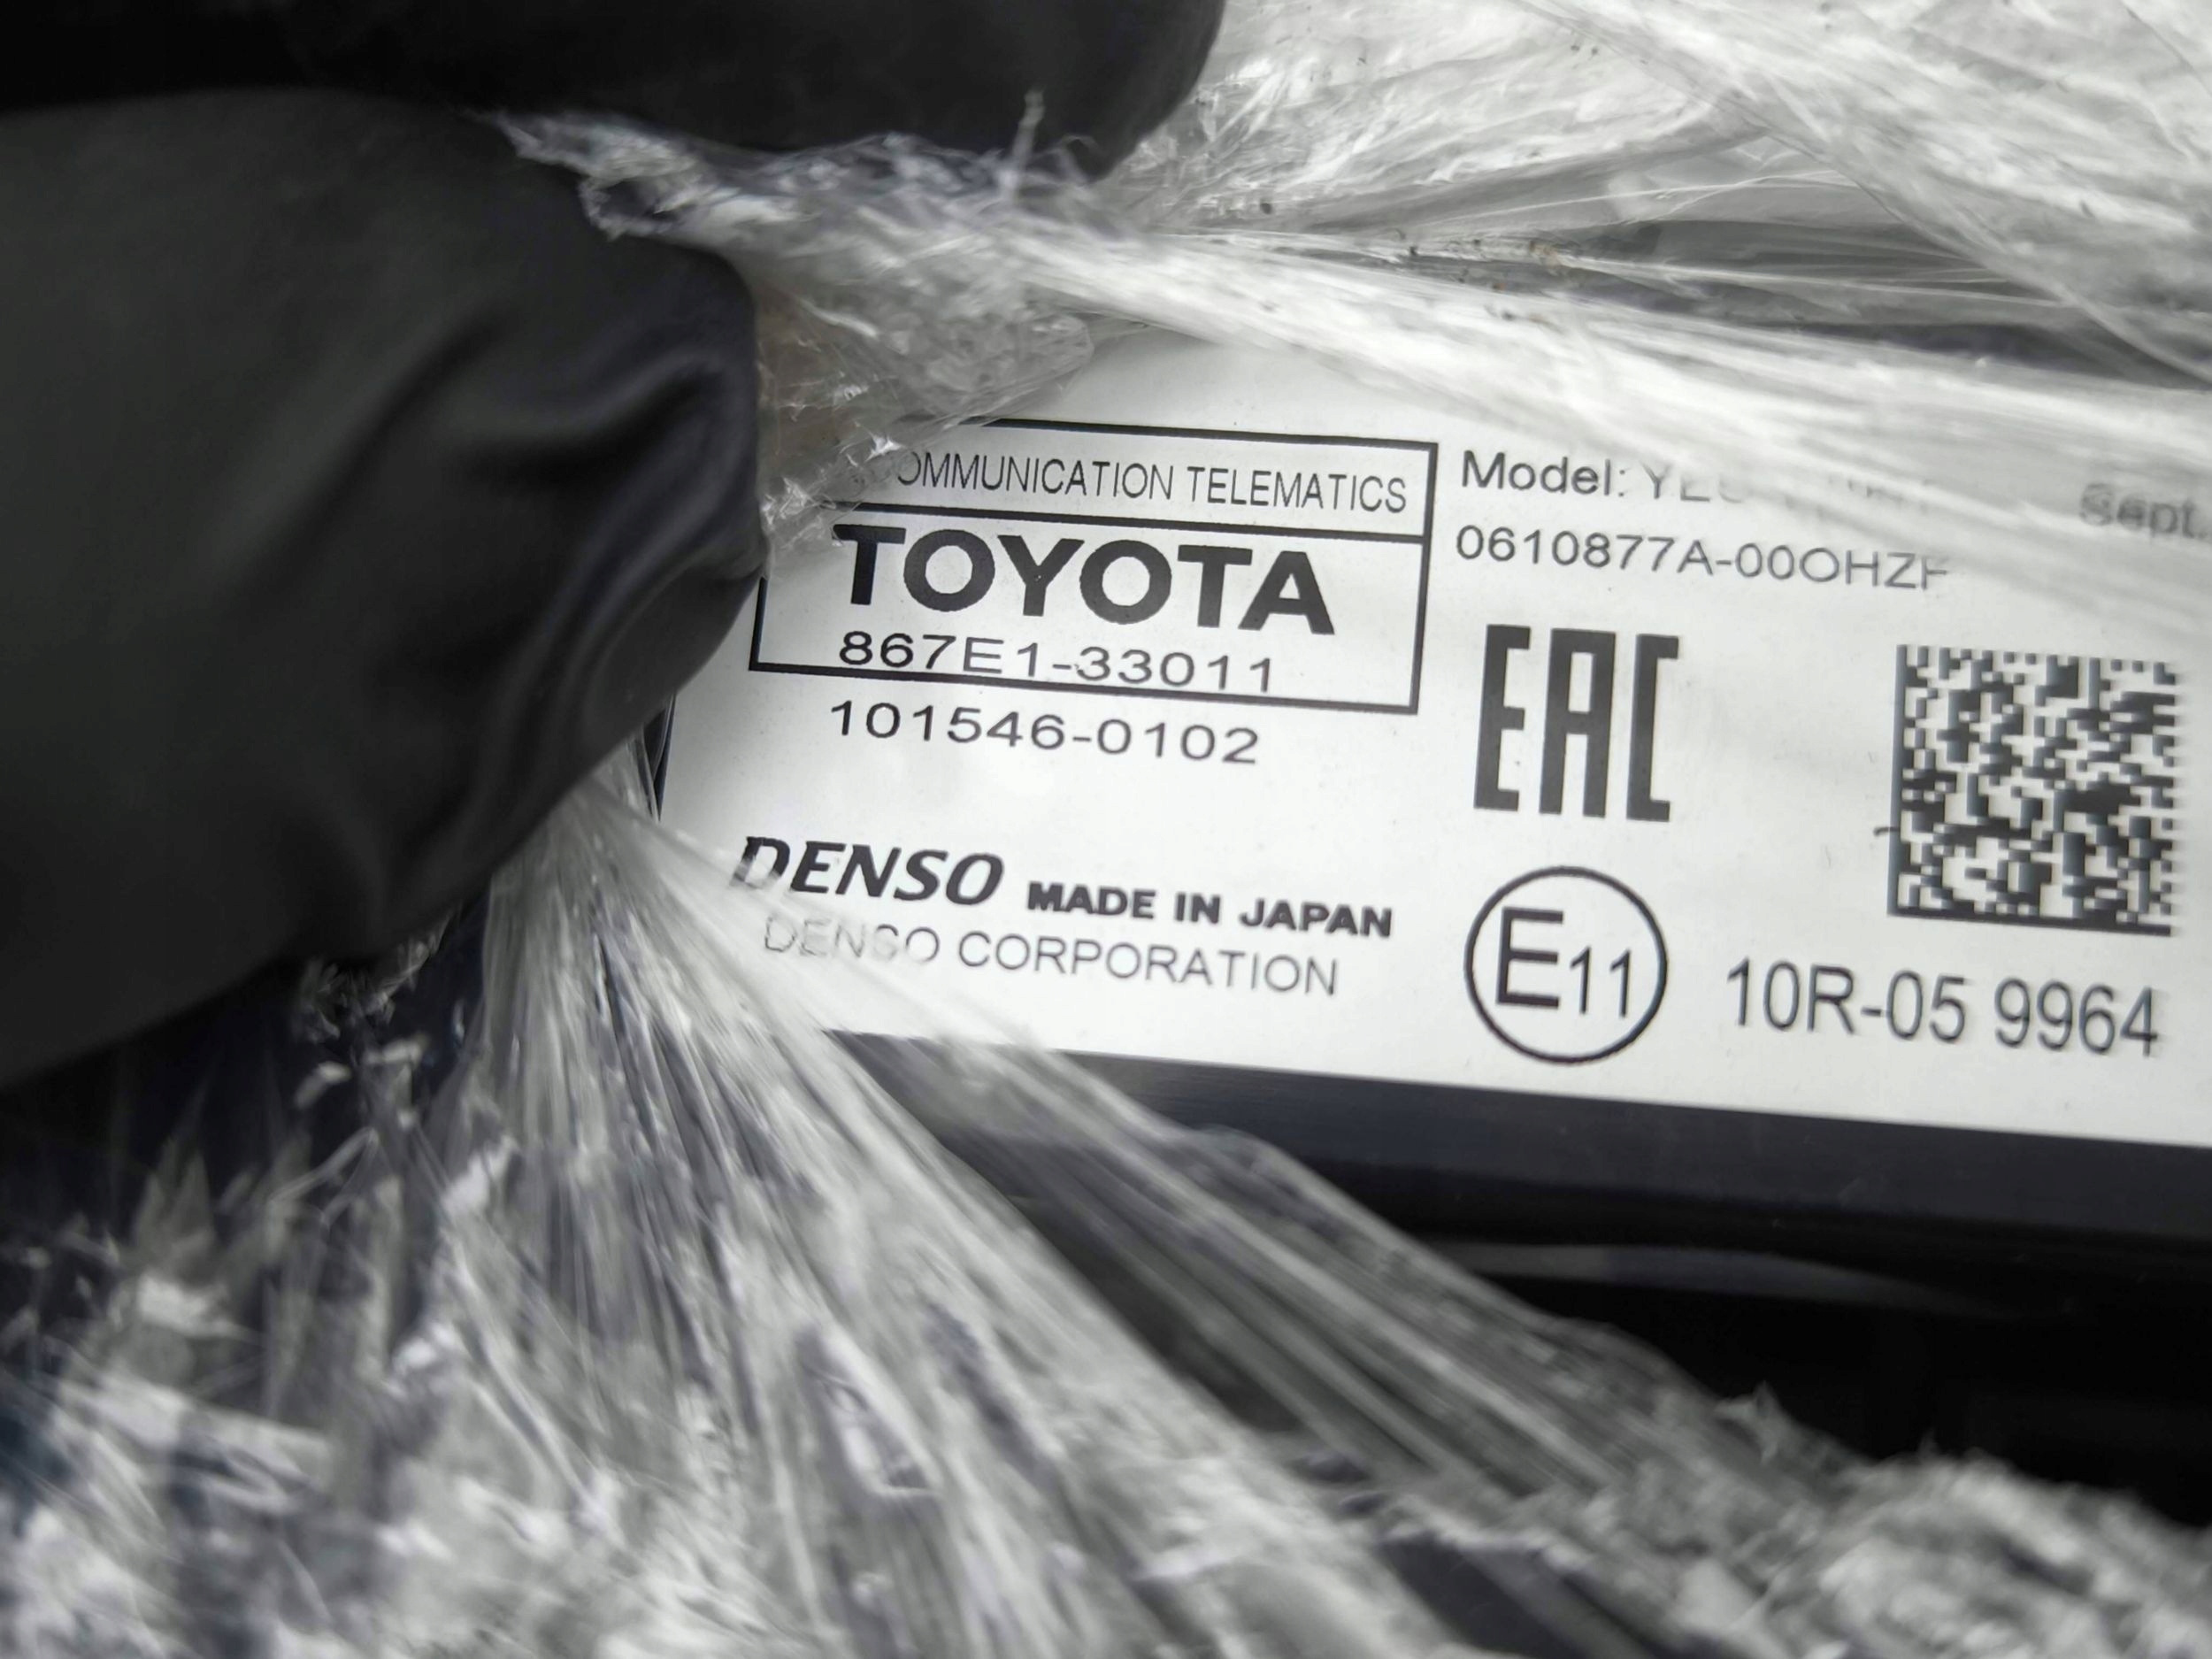 COMMUNICATION TELEMATICS
TOYOTA
867E1-33011
101546-0102
DENSO MADE IN JAPAN
DENSO CORPORATION
Model:
Sept.
0610877A-00OHZF
EAC
E11
10R-05 9964